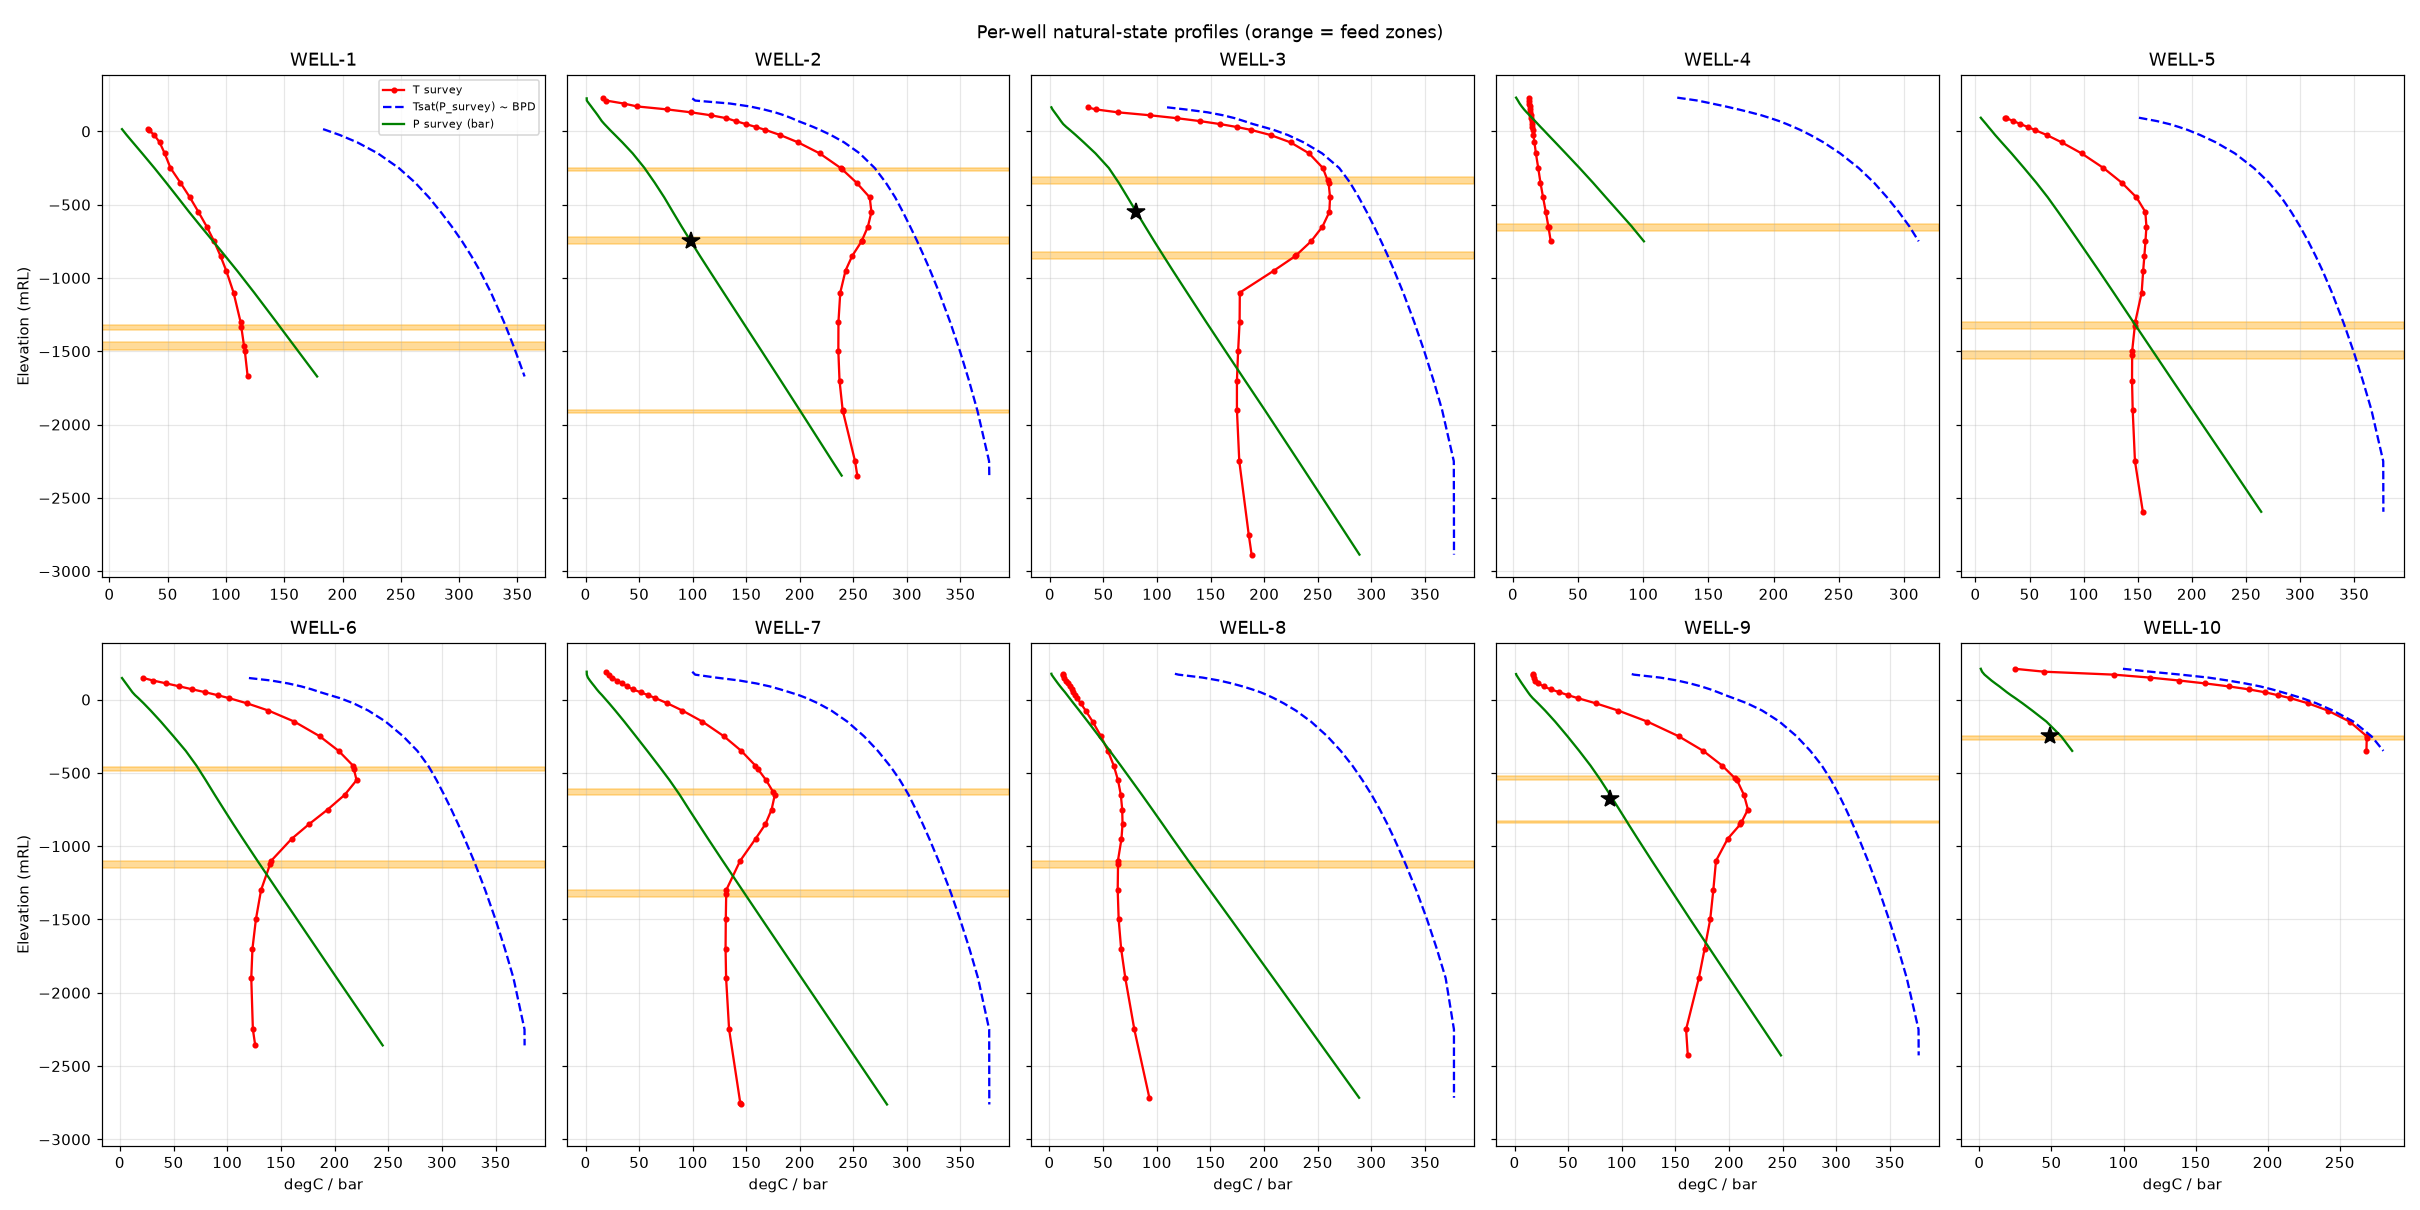 Per-well natural-state profiles (orange = feed zones)
WELL-1
WELL-2
WELL-3
WELL-4
WELL-5
T survey
Tsat(P_survey) ~ BPD
P survey (bar)
Elevation (mRL)
0
−500
−1000
−1500
−2000
−2500
−3000
0 50 100 150 200 250 300 350
0 50 100 150 200 250 300 350
0 50 100 150 200 250 300 350
0 50 100 150 200 250 300
0 50 100 150 200 250 300 350
WELL-6
WELL-7
WELL-8
WELL-9
WELL-10
Elevation (mRL)
0
−500
−1000
−1500
−2000
−2500
−3000
0 50 100 150 200 250 300 350
0 50 100 150 200 250 300 350
0 50 100 150 200 250 300 350
0 50 100 150 200 250 300 350
0 50 100 150 200 250
degC / bar
degC / bar
degC / bar
degC / bar
degC / bar